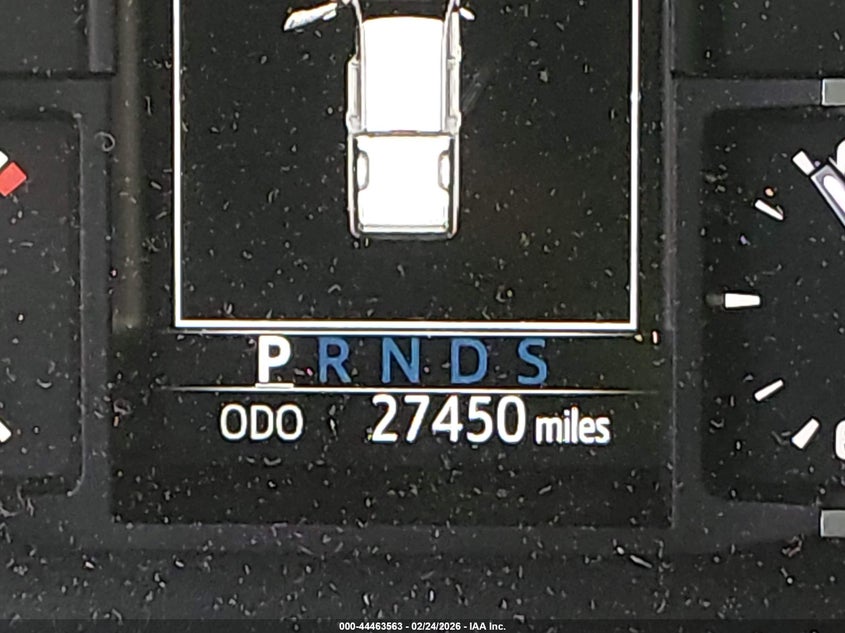 P R N D S
ODO 27450 miles
000-44463563 - 02/24/2026 - IAA Inc.